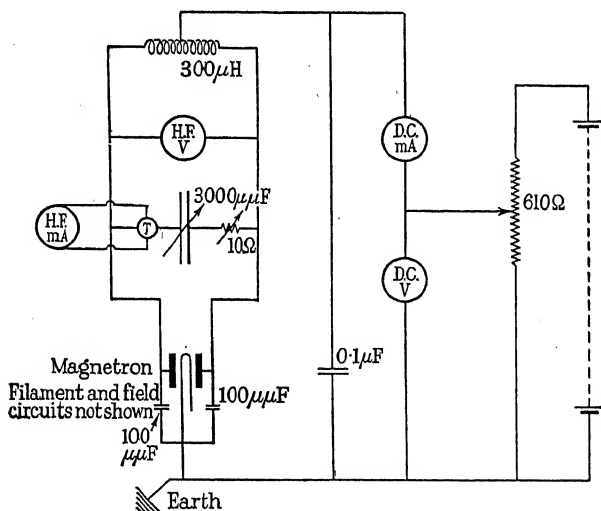 300μH
H.F.
V
D.C.
mA
3000μμF
H.F.
mA
T
10Ω
610Ω
D.C.
V
Magnetron
Filament and field
circuits not shown
100μμF
0·1μF
100
μμF
Earth